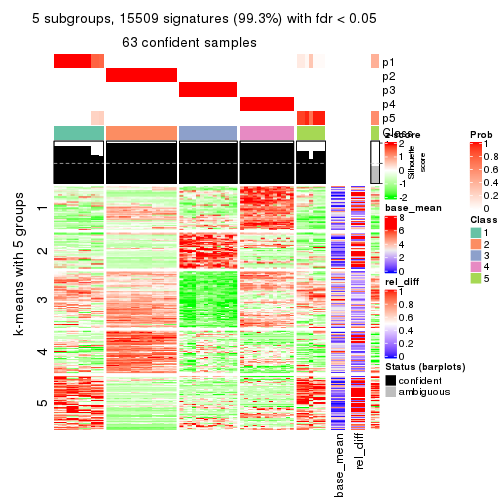 5 subgroups, 15509 signatures (99.3%) with fdr < 0.05
63 confident samples
p1
p2
p3
p4
p5
Class
k-means with 5 groups
1
2
3
4
5
base_mean
rel_diff
Silhouette
score
z-score
2
1
0
-1
-2
base_mean
8
6
4
2
0
rel_diff
1
0.8
0.6
0.4
0.2
0
Status (barplots)
confident
ambiguous
Prob
1
0.8
0.6
0.4
0.2
0
Class
1
2
3
4
5